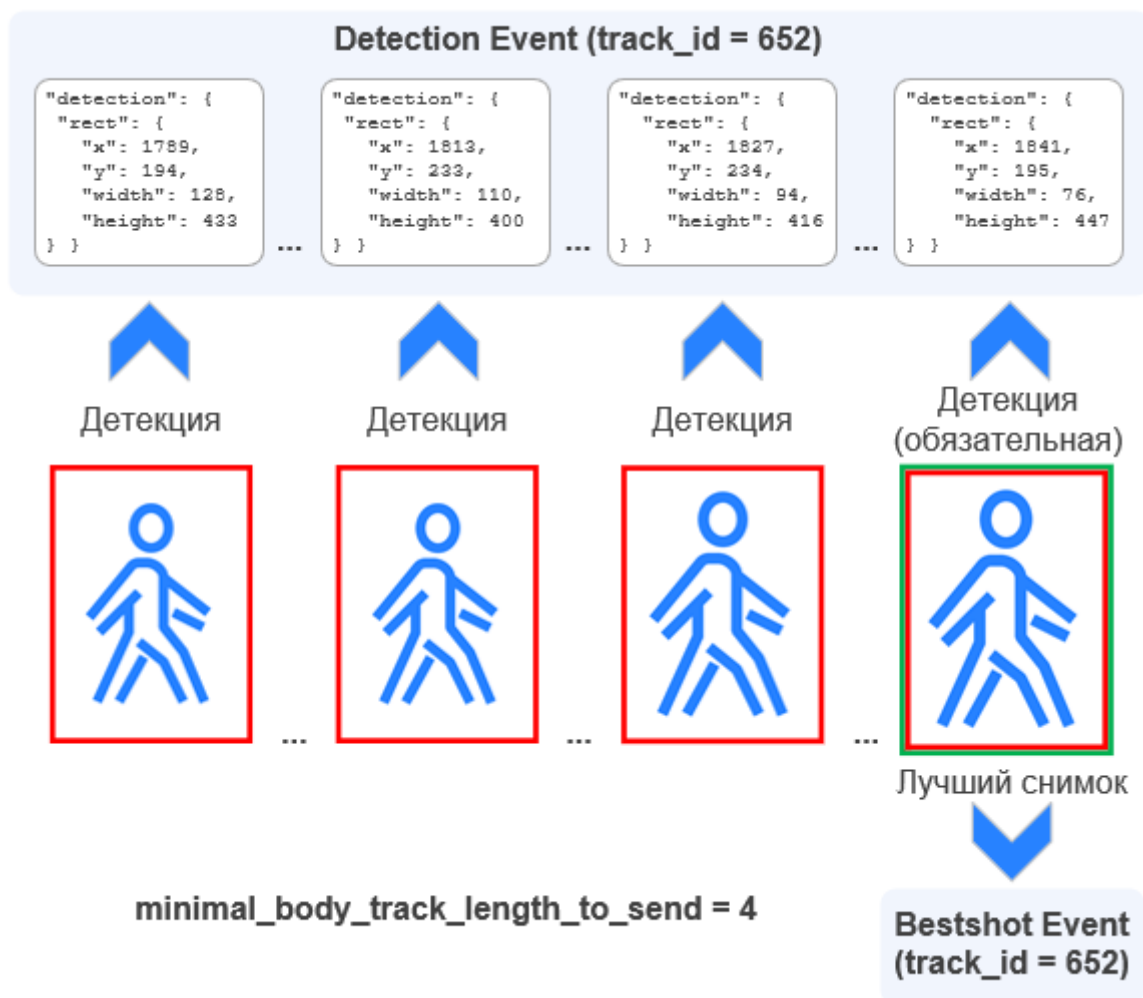 Detection Event (track_id = 652)
"detection": {
"rect": {
"x": 1789,
"y": 194,
"width": 128,
"height": 433
} }
...
"detection": {
"rect": {
"x": 1813,
"y": 233,
"width": 110,
"height": 400
} }
...
"detection": {
"rect": {
"x": 1827,
"y": 234,
"width": 94,
"height": 416
} }
...
"detection": {
"rect": {
"x": 1841,
"y": 195,
"width": 76,
"height": 447
} }
Детекция
Детекция
Детекция
Детекция
(обязательная)
...
...
...
Лучший снимок
minimal_body_track_length_to_send = 4
Bestshot Event
(track_id = 652)